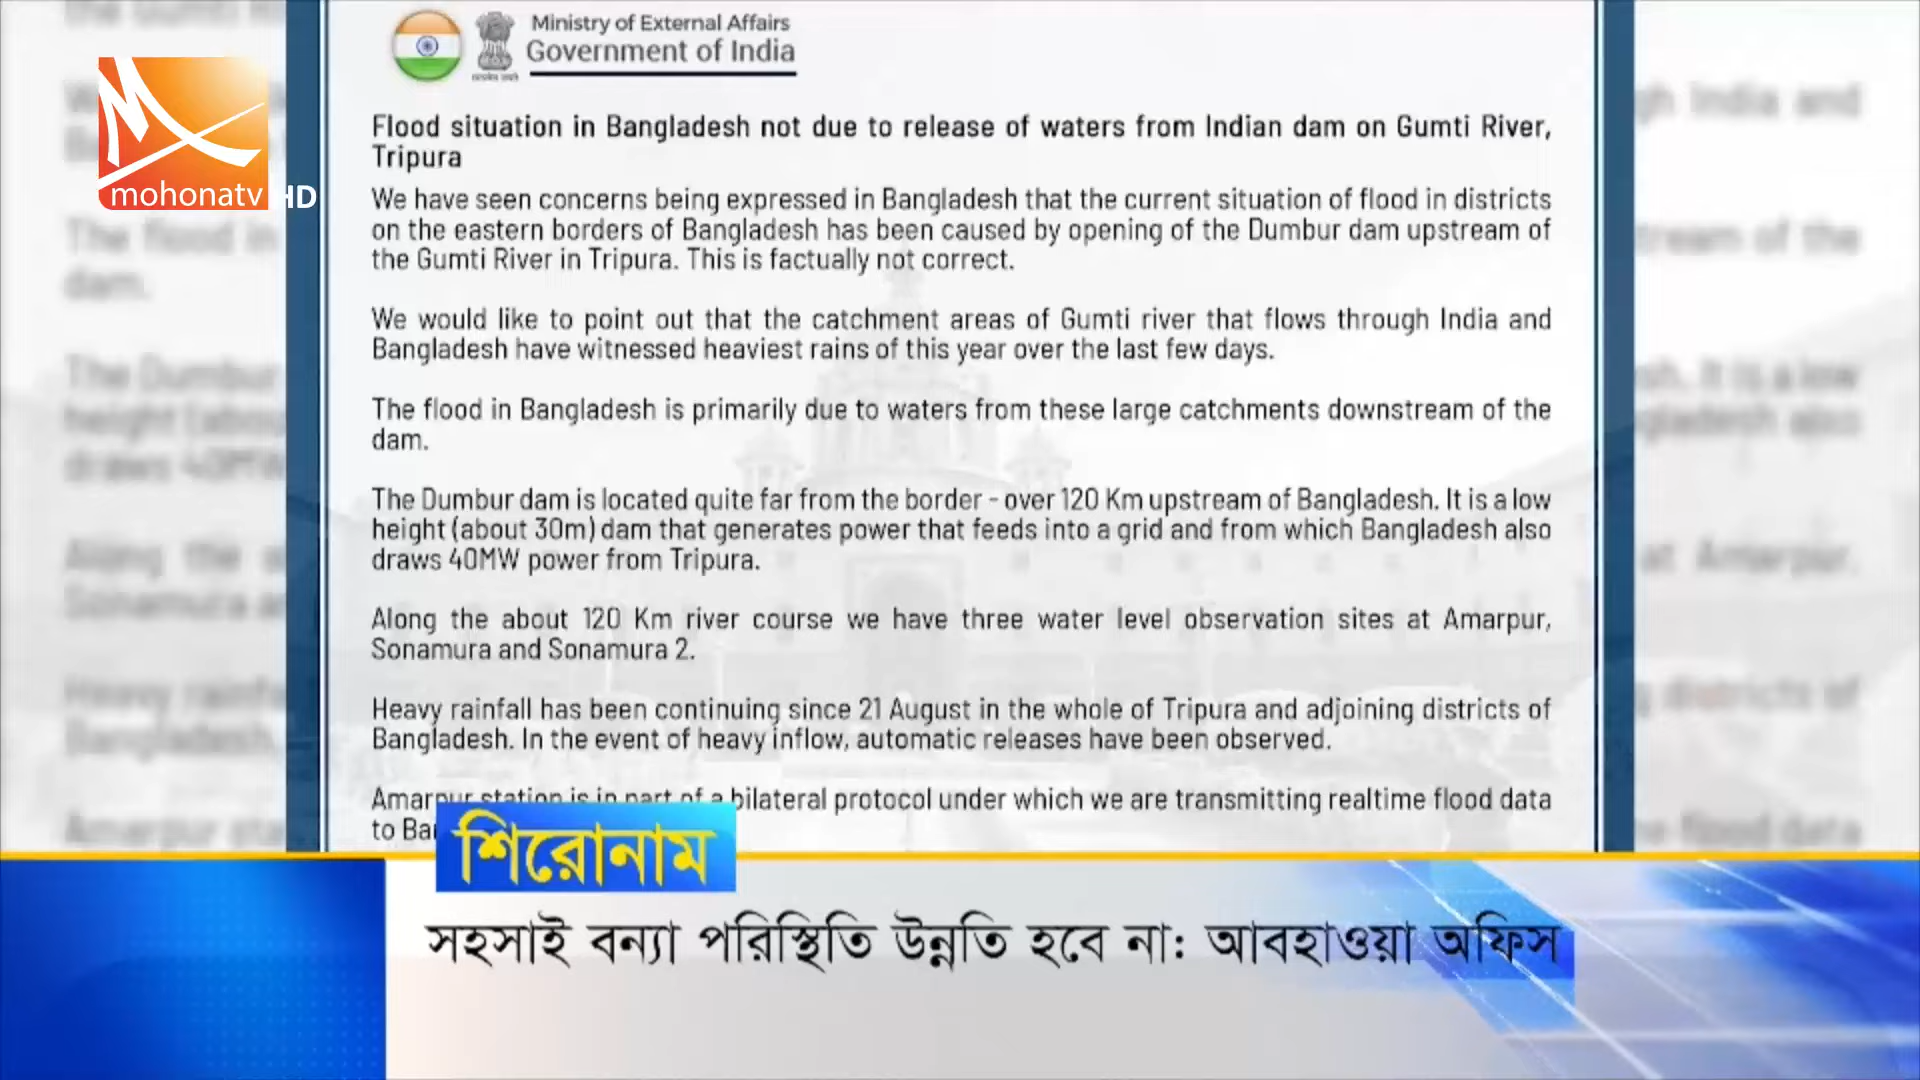 Ministry of External Affairs
Government of India
mohonatv HD
Flood situation in Bangladesh not due to release of waters from Indian dam on Gumti River,
Tripura
We have seen concerns being expressed in Bangladesh that the current situation of flood in districts
on the eastern borders of Bangladesh has been caused by opening of the Dumbur dam upstream of
the Gumti River in Tripura. This is factually not correct.
We would like to point out that the catchment areas of Gumti river that flows through India and
Bangladesh have witnessed heaviest rains of this year over the last few days.
The flood in Bangladesh is primarily due to waters from these large catchments downstream of the
dam.
The Dumbur dam is located quite far from the border - over 120 Km upstream of Bangladesh. It is a low
height (about 30m) dam that generates power that feeds into a grid and from which Bangladesh also
draws 40MW power from Tripura.
Along the about 120 Km river course we have three water level observation sites at Amarpur,
Sonamura and Sonamura 2.
Heavy rainfall has been continuing since 21 August in the whole of Tripura and adjoining districts of
Bangladesh. In the event of heavy inflow, automatic releases have been observed.
Amarpur station is in part of a bilateral protocol under which we are transmitting realtime flood data
to
শিরোনাম
সহসাই বন্যা পরিস্থিতি উন্নতি হবে না: আবহাওয়া অফিস